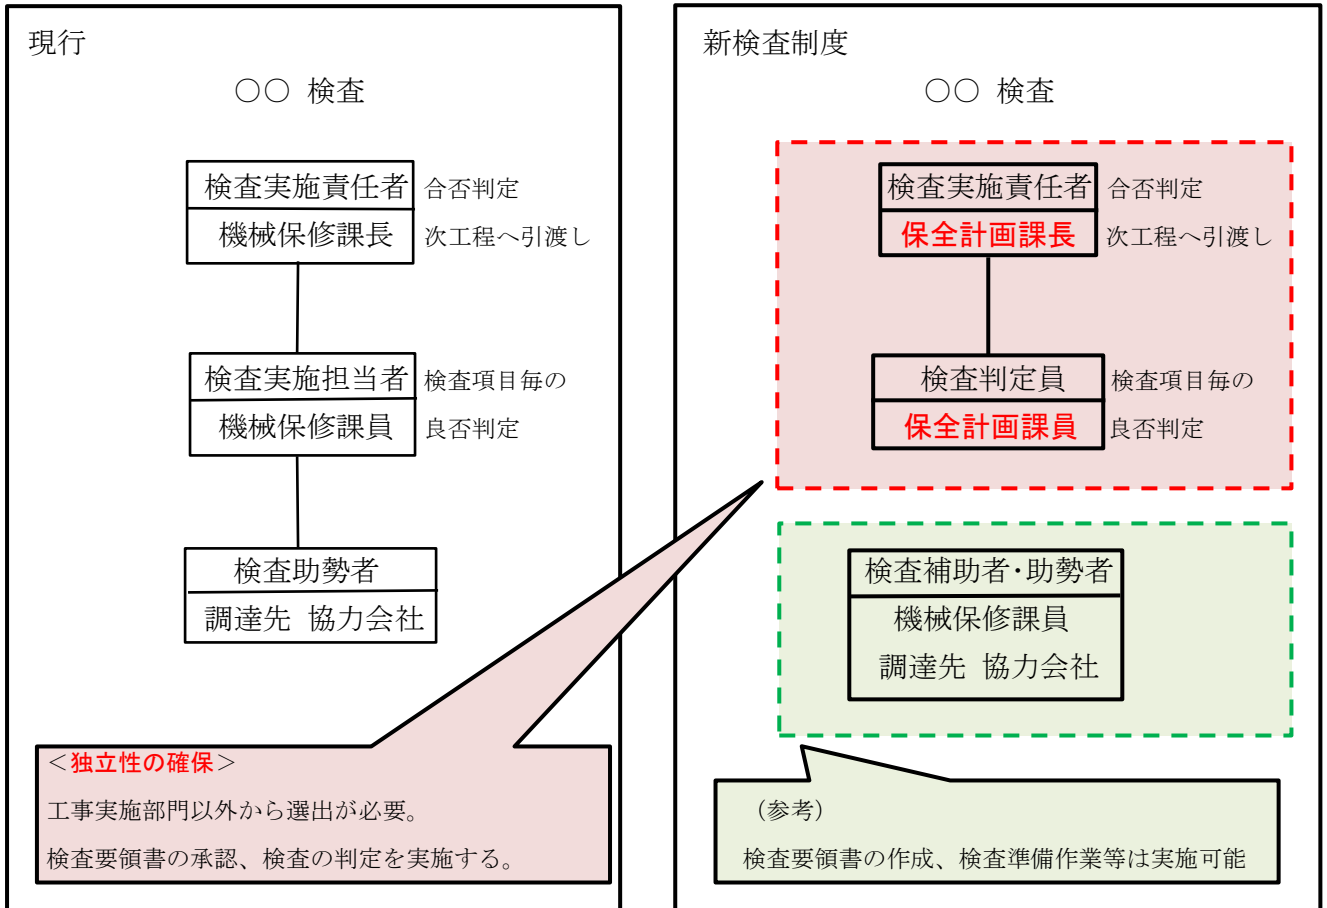 現行
○○ 検査
検査実施責任者 合否判定
機械保修課長 次工程へ引渡し
検査実施担当者 検査項目毎の
機械保修課員 良否判定
検査助勢者
調達先 協力会社
<独立性の確保>
工事実施部門以外から選出が必要。
検査要領書の承認、検査の判定を実施する。
新検査制度
○○ 検査
検査実施責任者 合否判定
保全計画課長 次工程へ引渡し
検査判定員 検査項目毎の
保全計画課員 良否判定
検査補助者・助勢者
機械保修課員
調達先 協力会社
(参考)
検査要領書の作成、検査準備作業等は実施可能